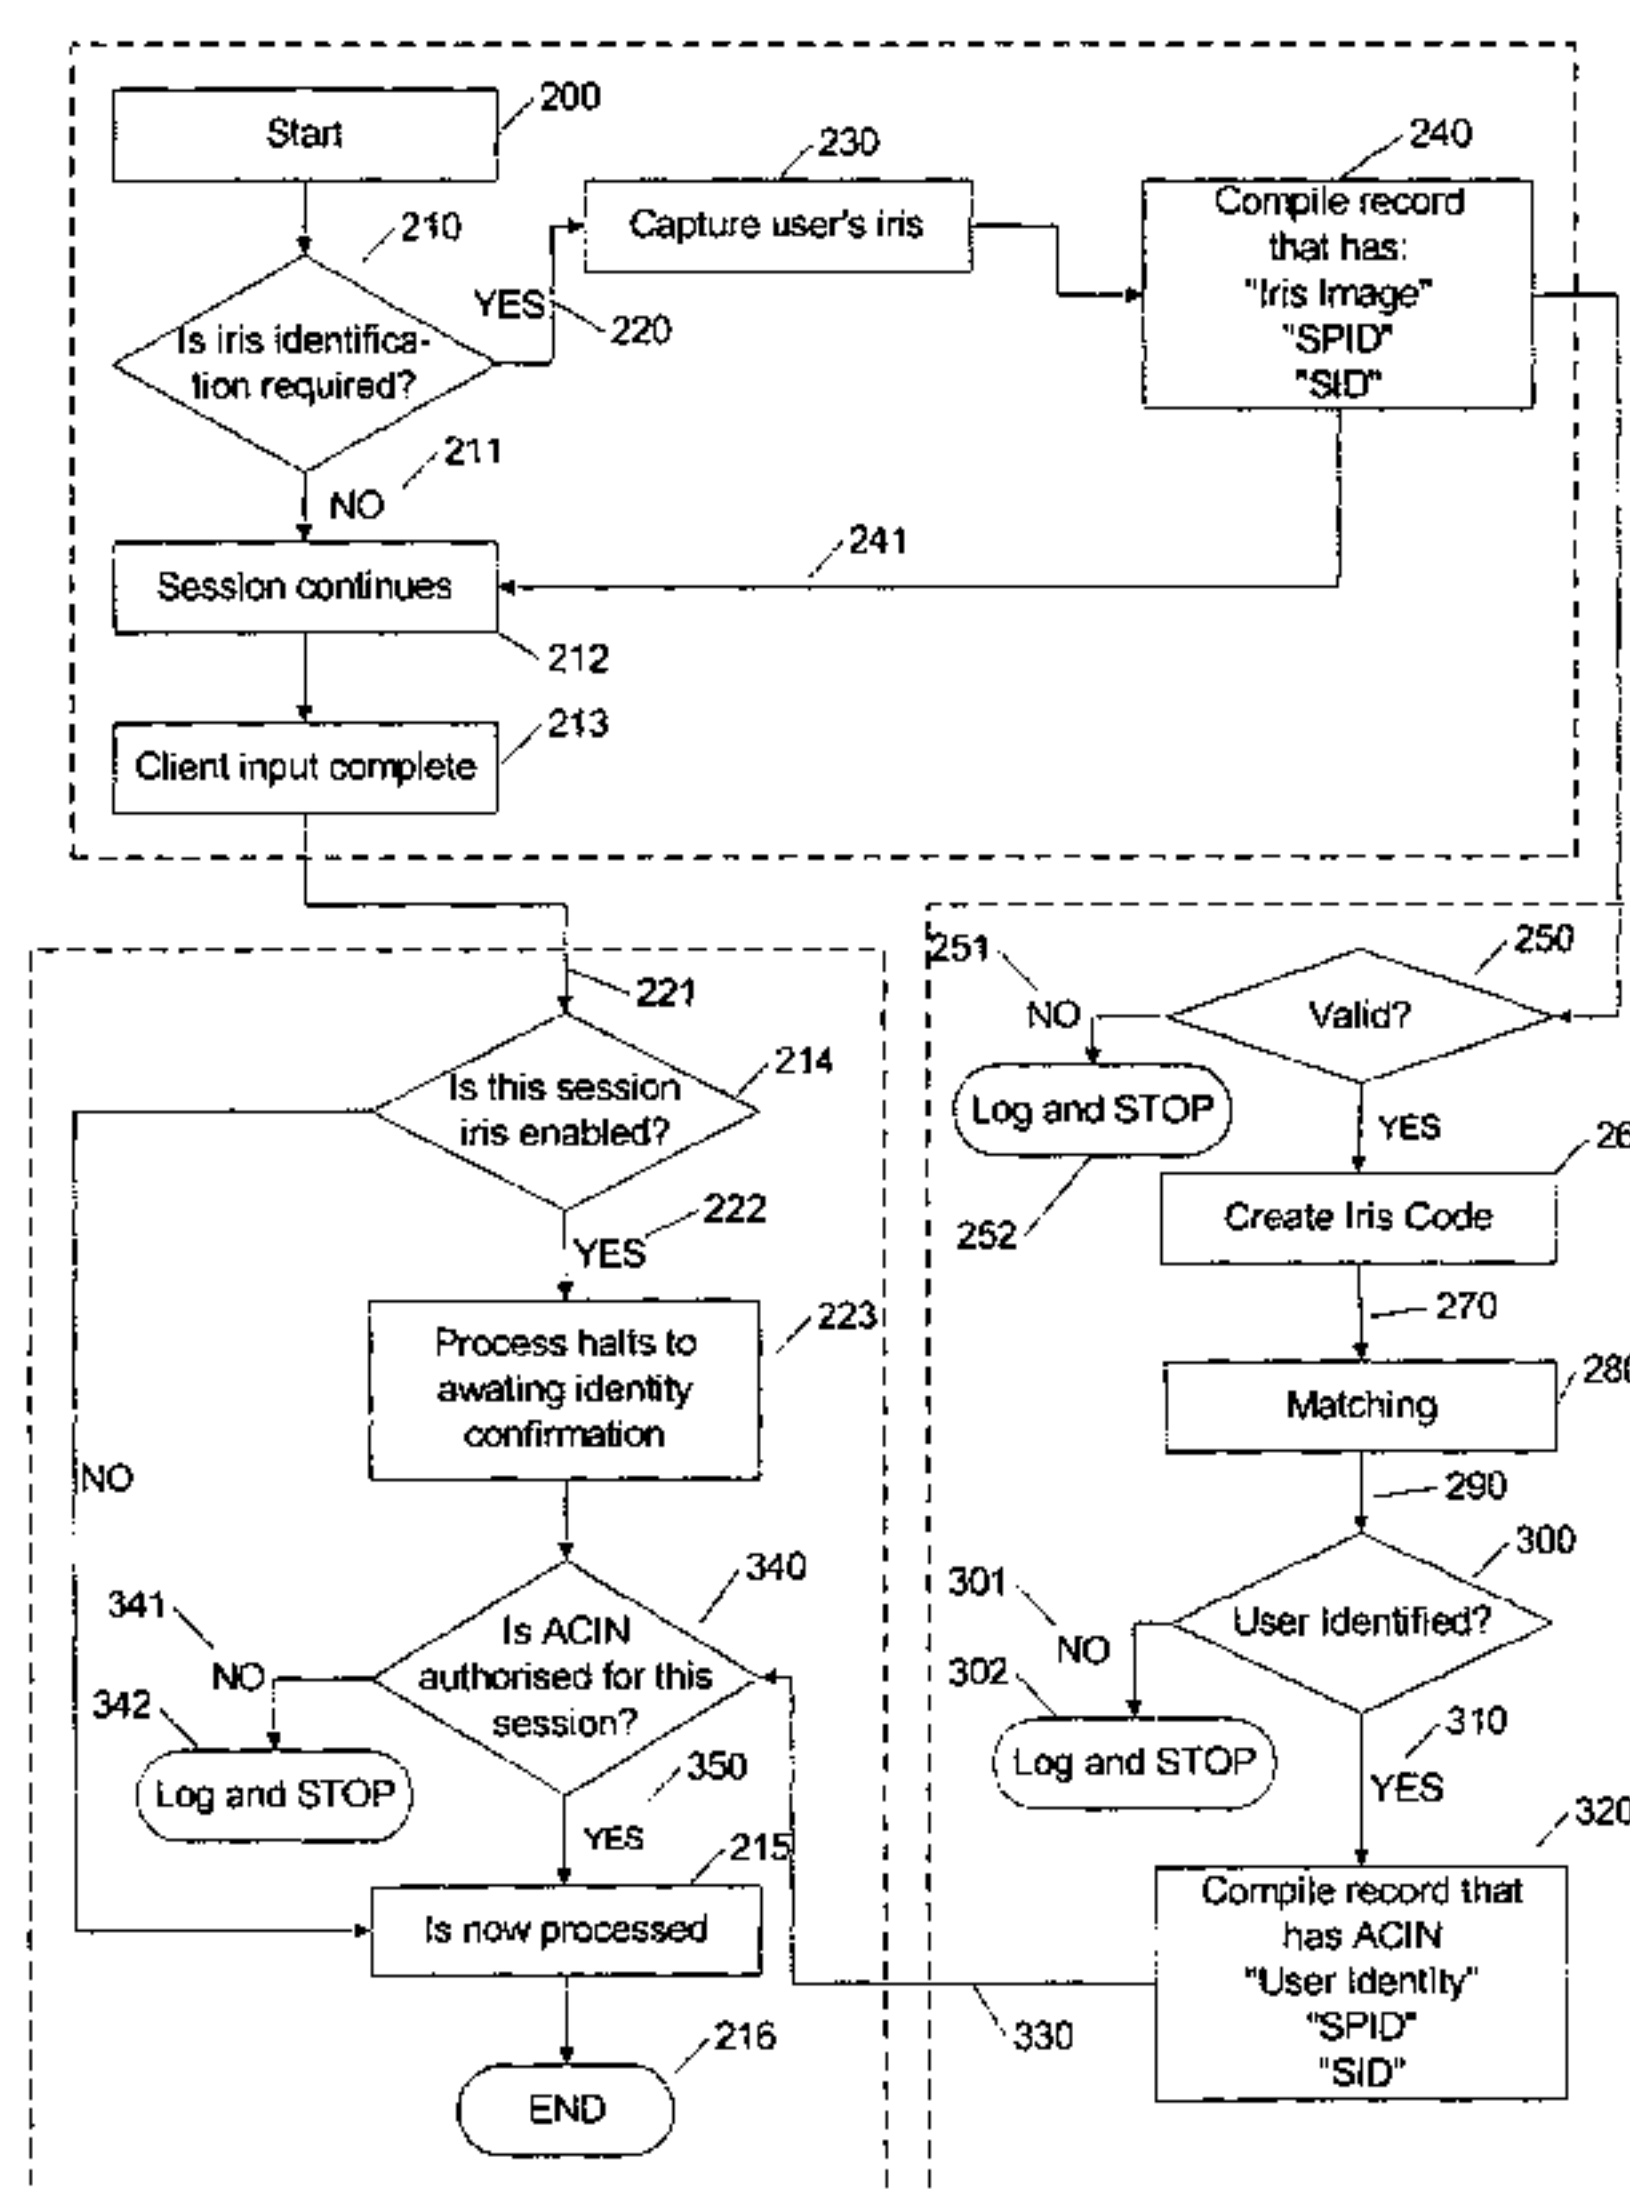 200
Start
230
240
Compile record
that has:
"Iris Image"
"SPID"
"SID"
210
Capture user's iris
YES
220
Is iris identifica-
tion required?
211
NO
241
Session continues
212
213
Client input complete
251
250
221
NO
Valid?
214
Is this session
iris enabled?
Log and STOP
YES
26
222
252
Create Iris Code
YES
270
223
Process halts to
awating identity
confirmation
Matching
NO
290
300
340
301
341
Is ACIN
authorised for this
session?
User Identified?
NO
NO
302
342
310
350
Log and STOP
Log and STOP
YES
YES
320
215
Compile record that
has ACIN
"User Identity"
"SPID"
"SID"
Is now processed
330
216
END